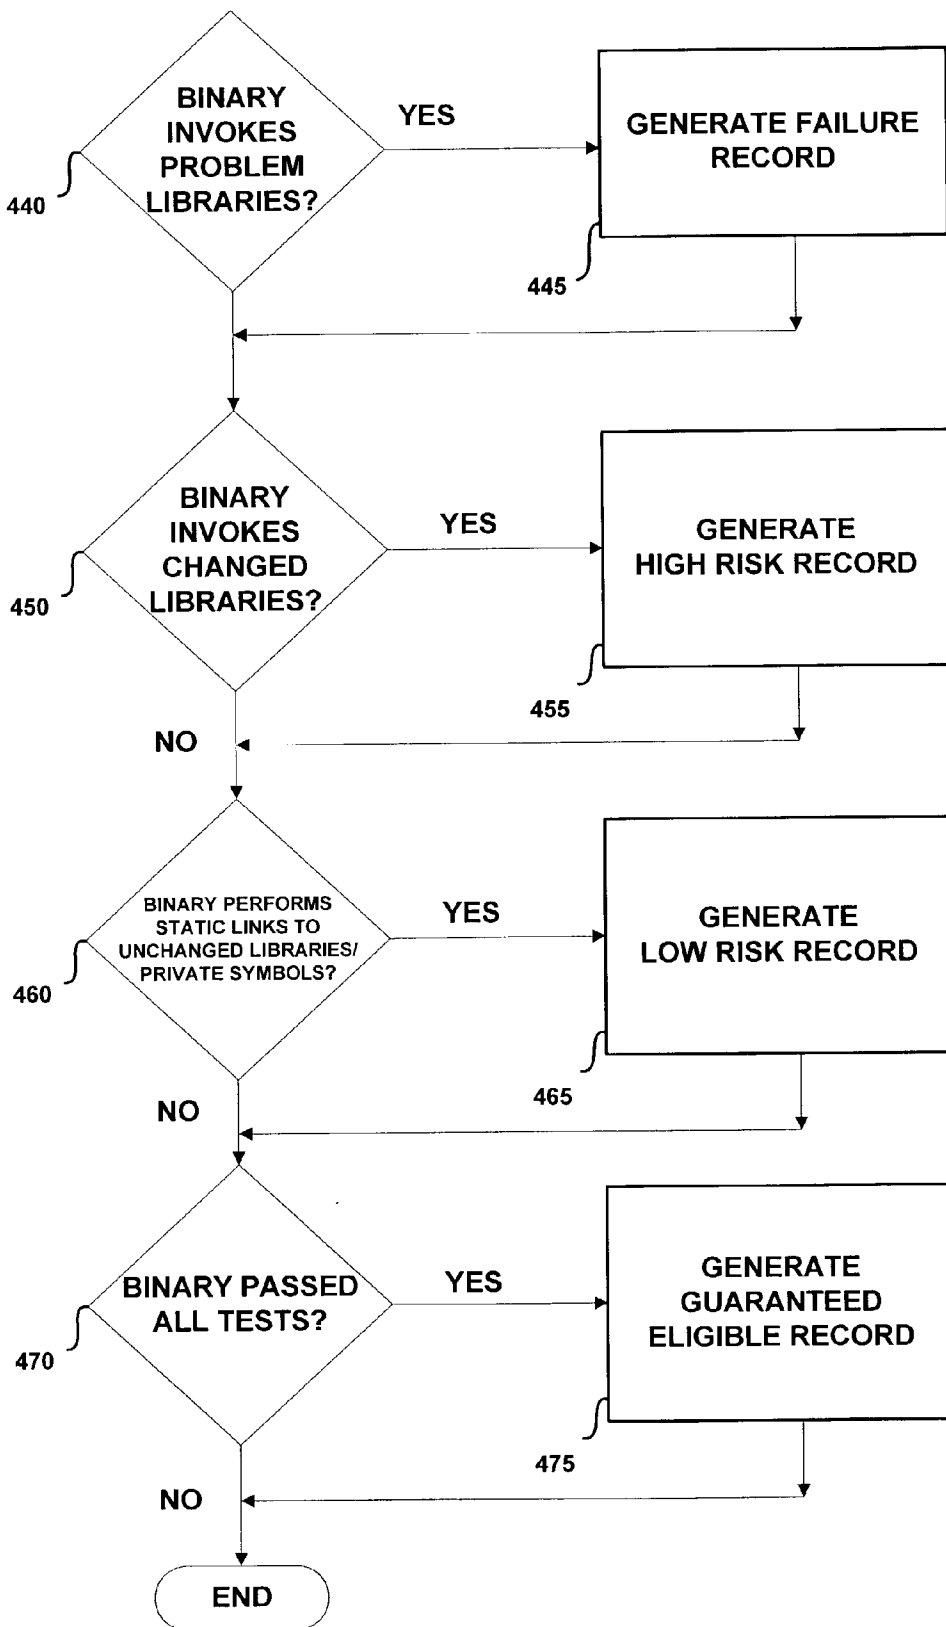 BINARY
INVOKES
PROBLEM
LIBRARIES?
YES
GENERATE FAILURE
RECORD
440
445
BINARY
INVOKES
CHANGED
LIBRARIES?
YES
GENERATE
HIGH RISK RECORD
450
455
NO
BINARY PERFORMS
STATIC LINKS TO
UNCHANGED LIBRARIES/
PRIVATE SYMBOLS?
YES
GENERATE
LOW RISK RECORD
460
465
NO
BINARY PASSED
ALL TESTS?
YES
GENERATE
GUARANTEED
ELIGIBLE RECORD
470
475
NO
END